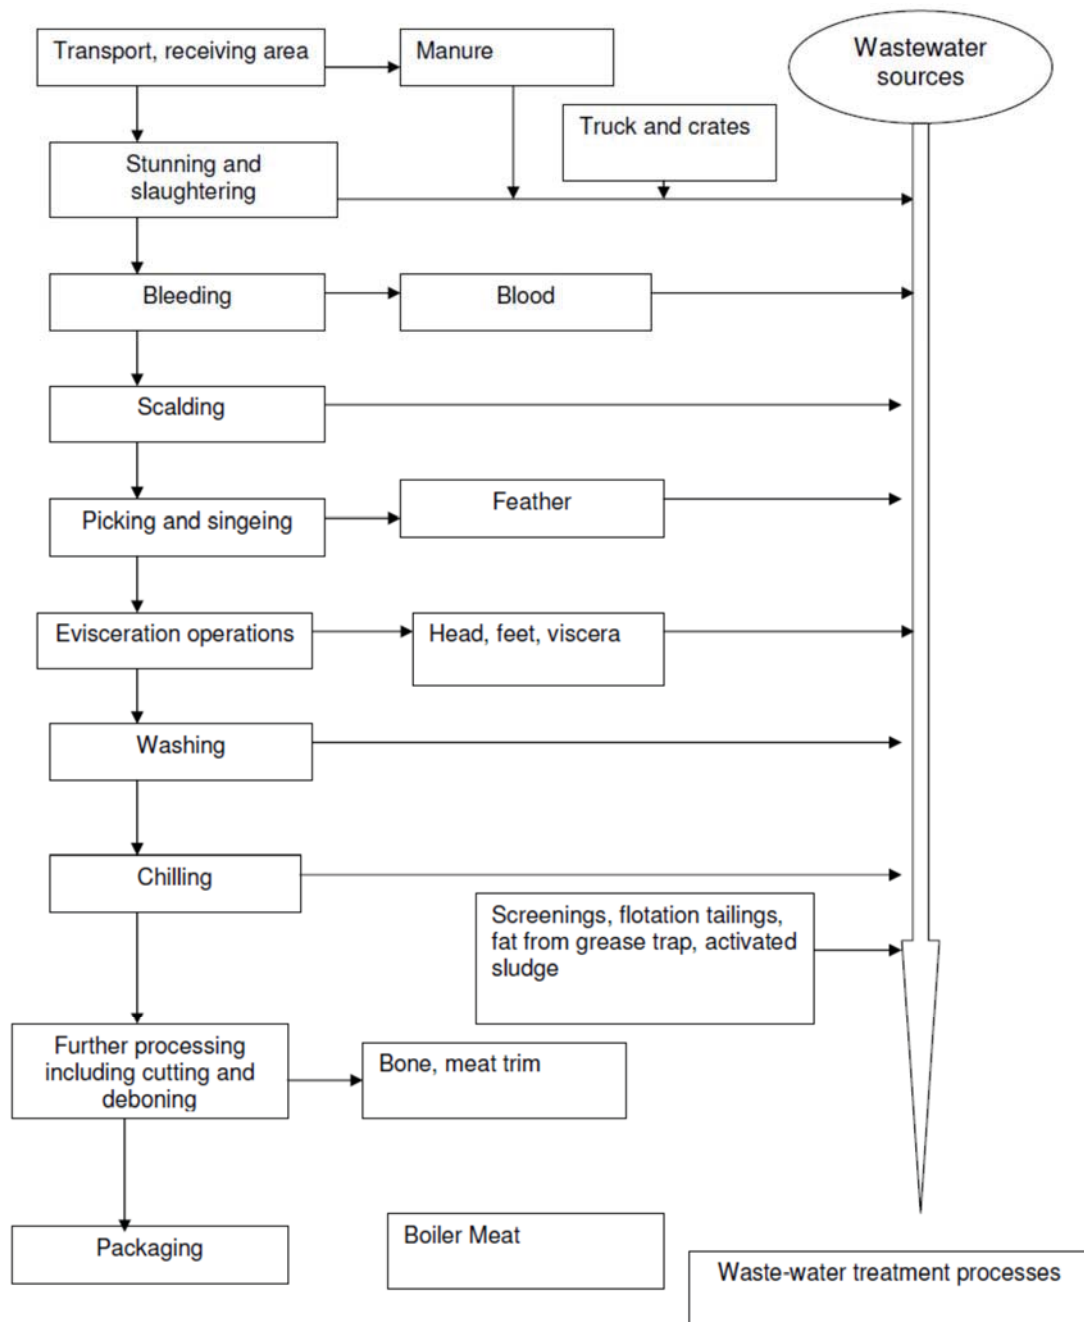 Transport, receiving area
Manure
Wastewater
sources
Truck and crates
Stunning and
slaughtering
Bleeding
Blood
Scalding
Picking and singeing
Feather
Evisceration operations
Head, feet, viscera
Washing
Chilling
Screenings, flotation tailings,
fat from grease trap, activated
sludge
Further processing
including cutting and
deboning
Bone, meat trim
Packaging
Boiler Meat
Waste-water treatment processes